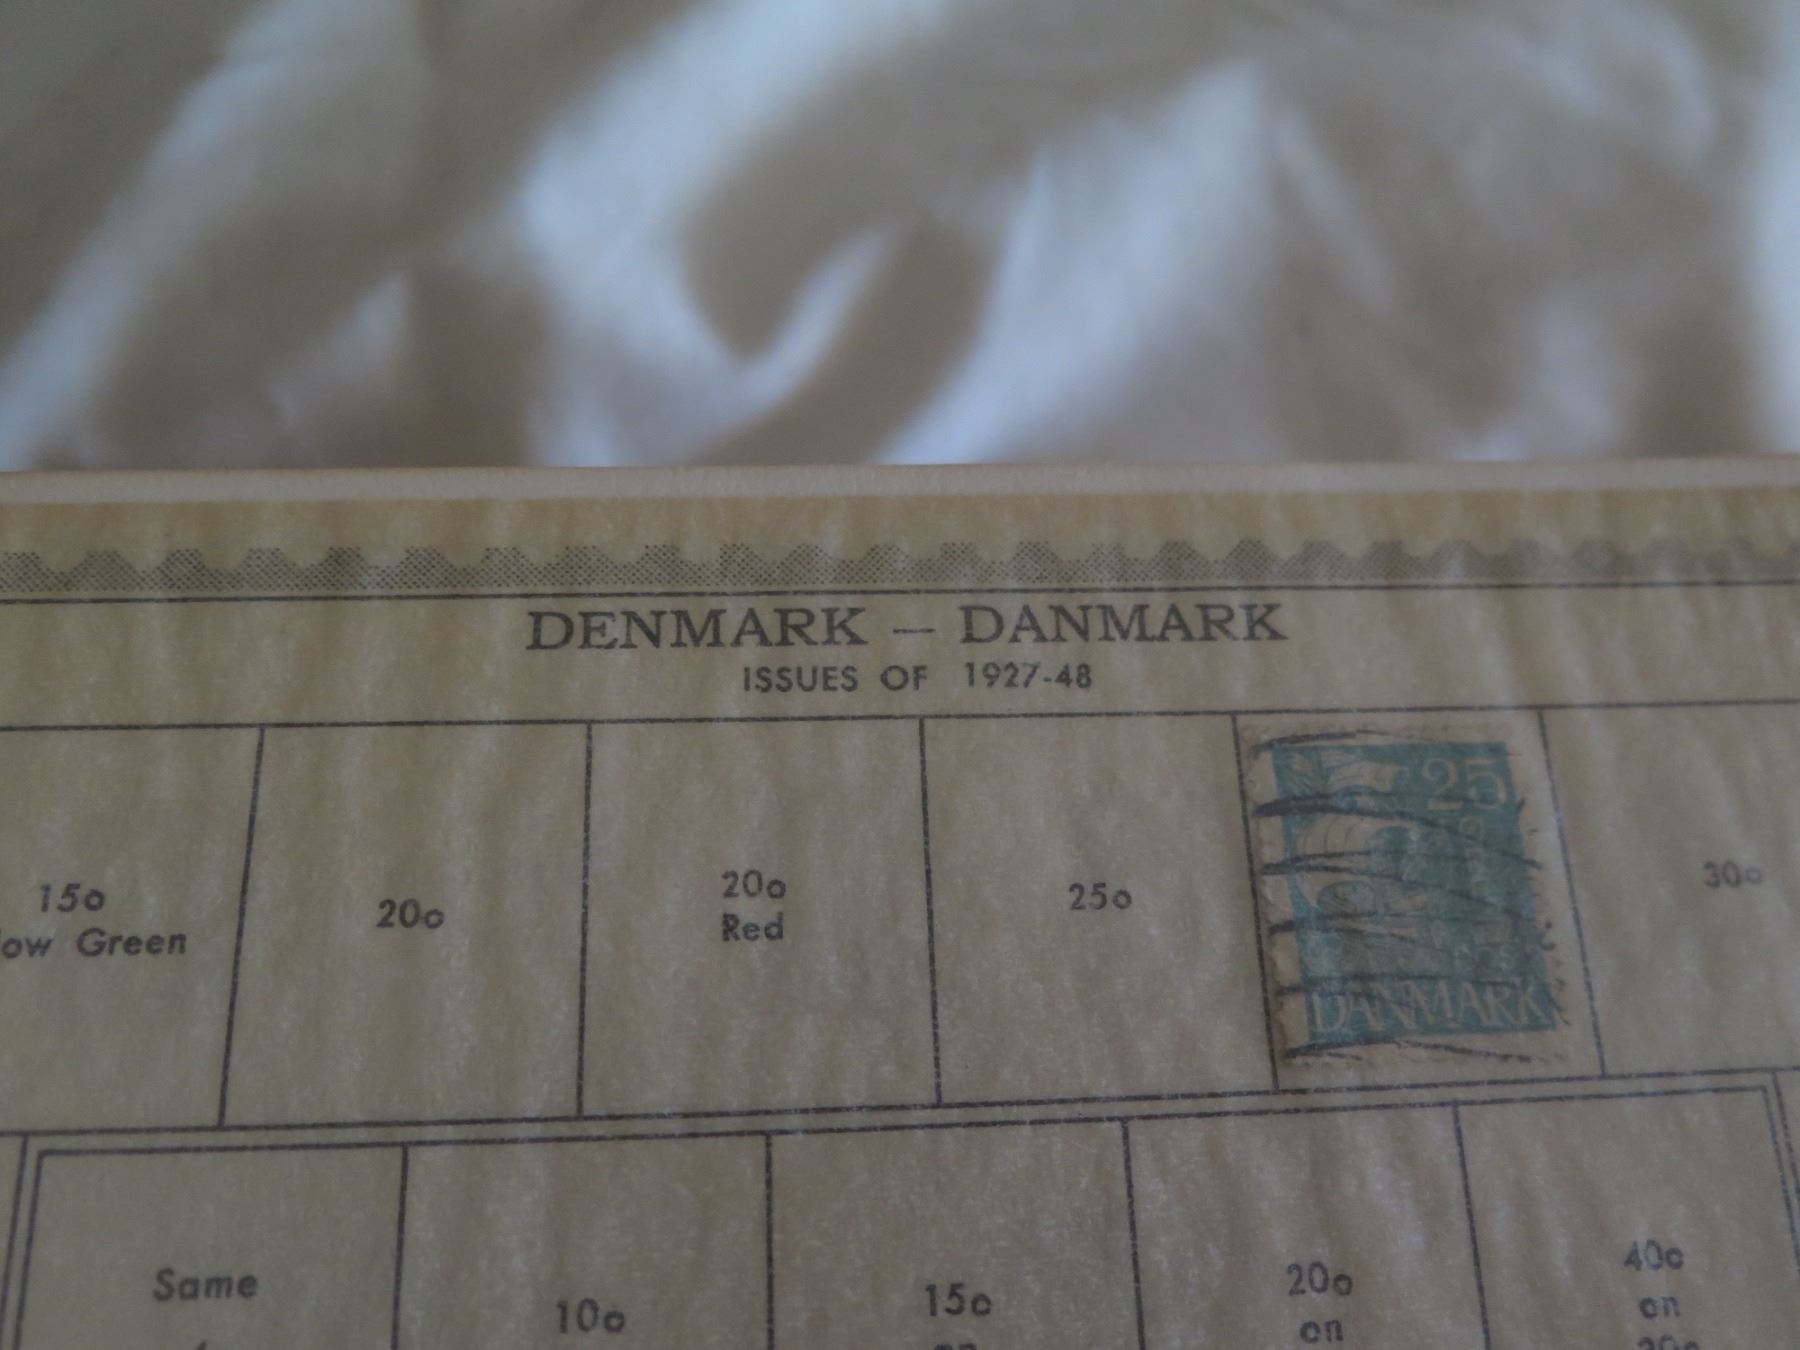 DENMARK — DANMARK
ISSUES OF 1927-48
15o
ow Green
20o
20o
Red
25o
25
DANMARK
30o
Same
10o
15o
on
20o
on
40o
on